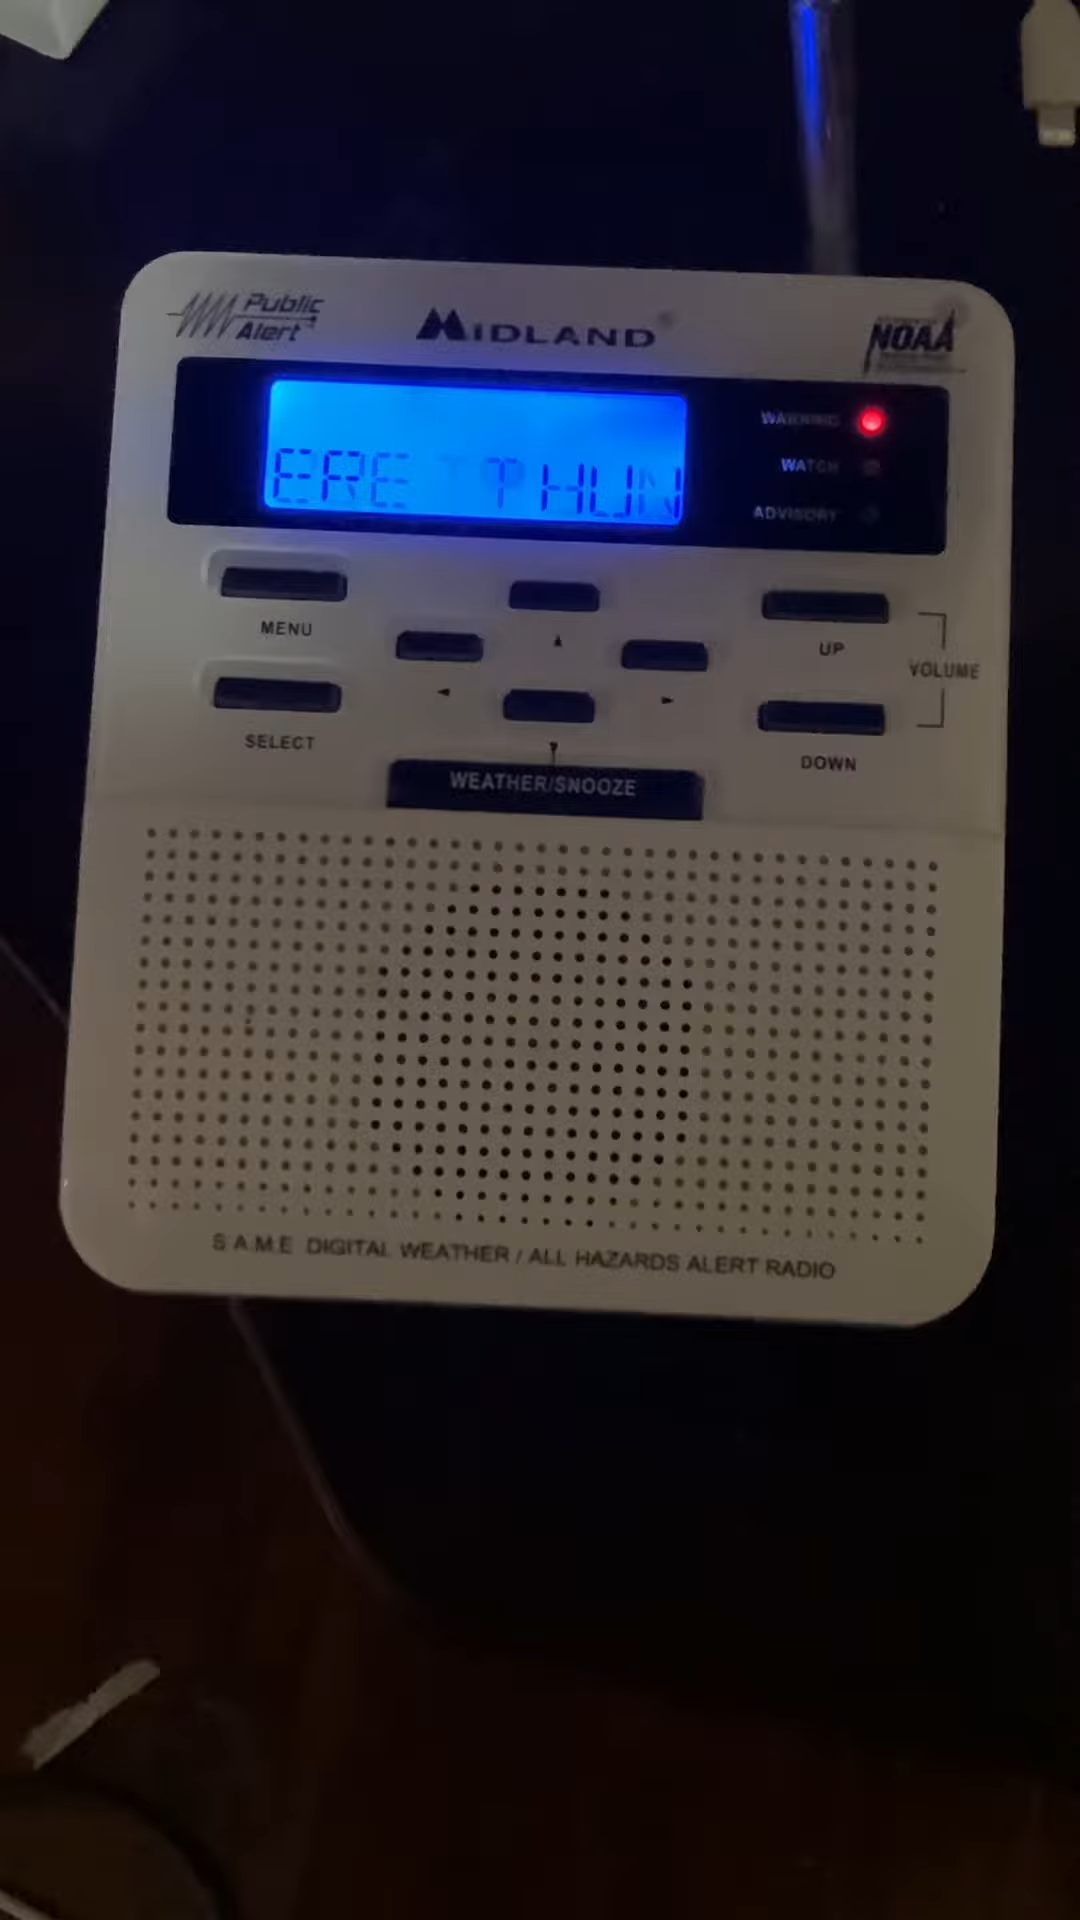 Public
Alert
MIDLAND
NOAA
ERE THUN
WARNING
WATCH
ADVISORY
MENU
UP
VOLUME
SELECT
DOWN
WEATHER/SNOOZE
S.A.M.E DIGITAL WEATHER / ALL HAZARDS ALERT RADIO